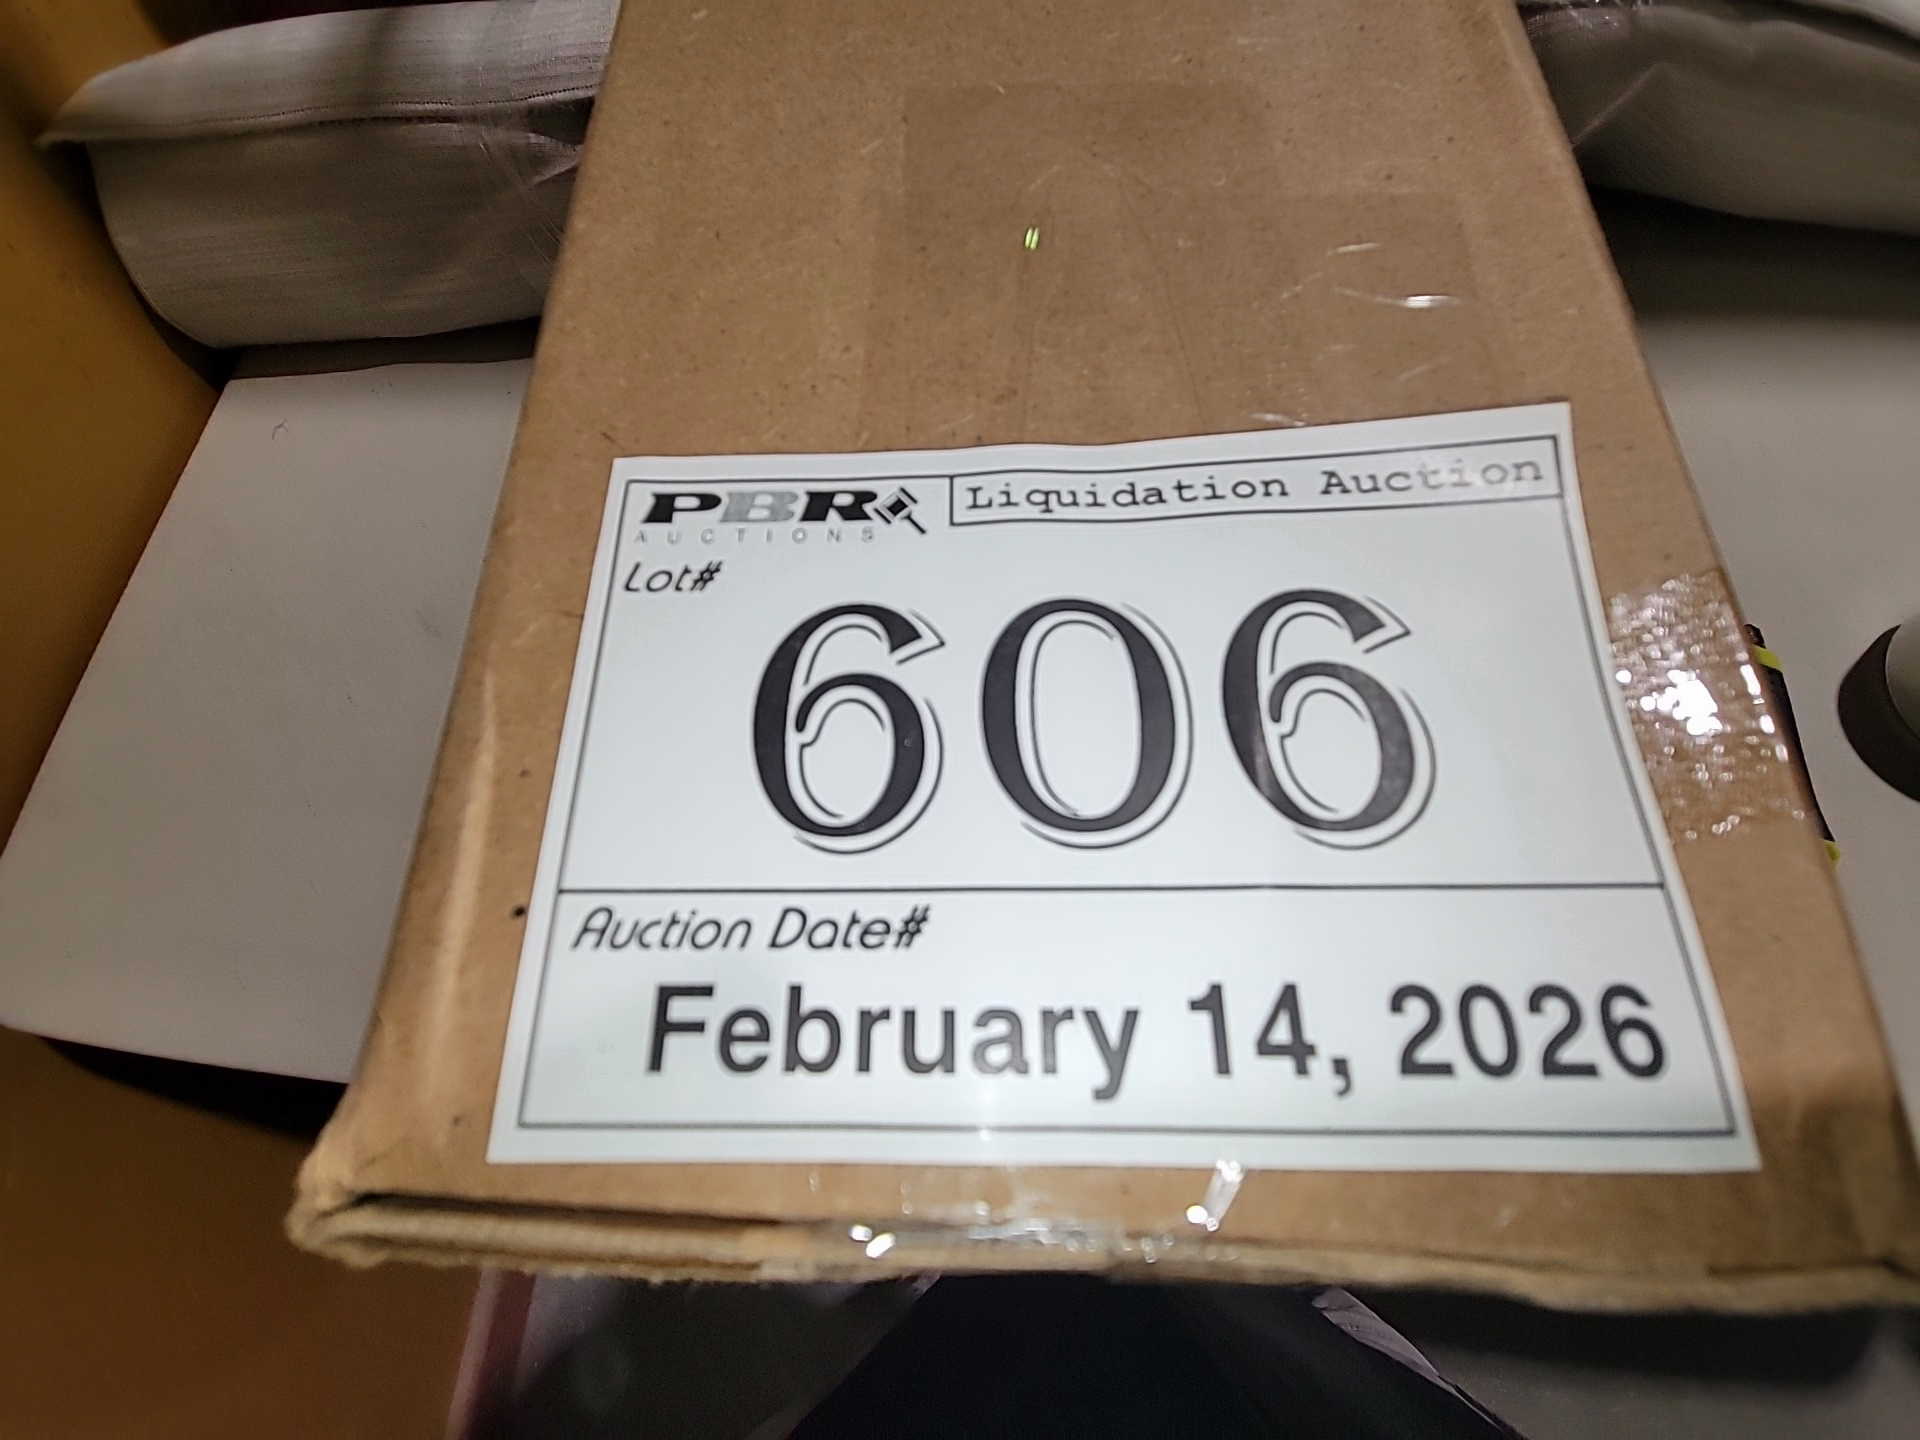 PBR
AUCTIONS
Liquidation Auction
Lot#
606
Auction Date#
February 14, 2026